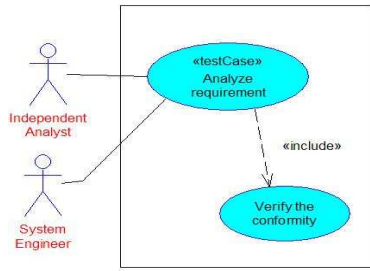 «testCase»
Analyze
requirement
Independent
Analyst
«include»
Verify the
conformity
System
Engineer